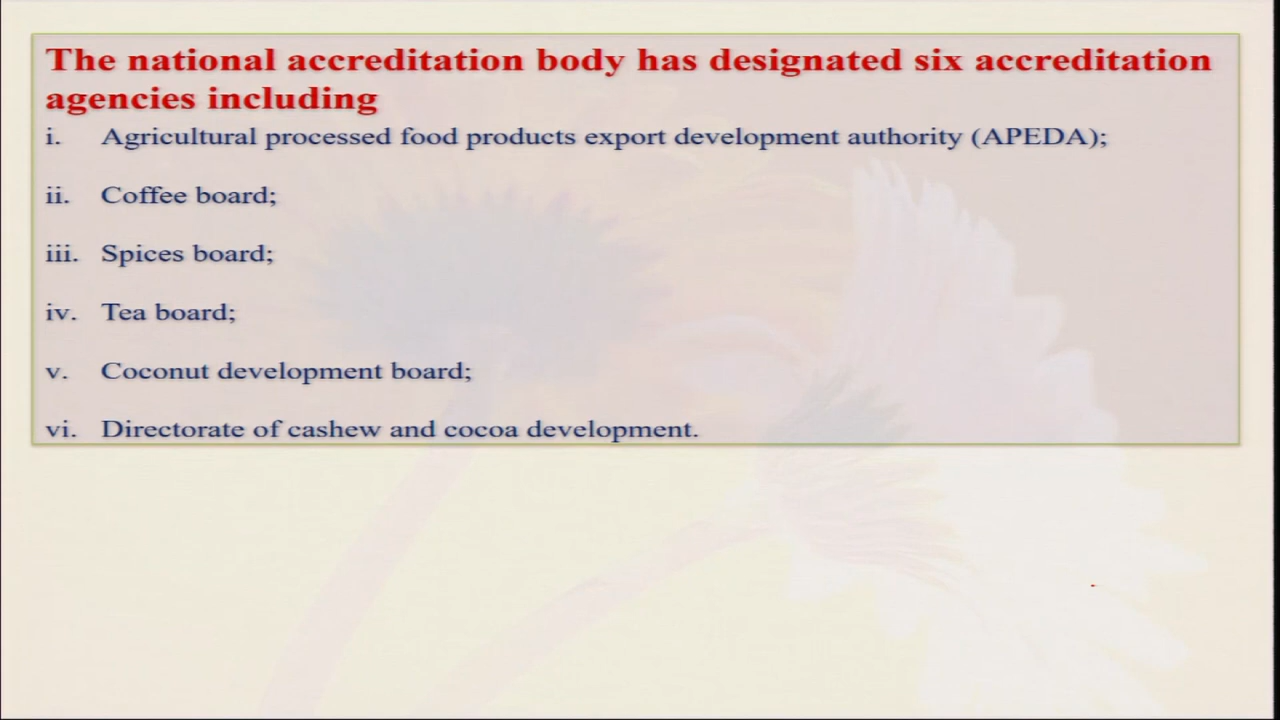 The national accreditation body has designated six accreditation
agencies including
i. Agricultural processed food products export development authority (APEDA);
ii. Coffee board;
iii. Spices board;
iv. Tea board;
v. Coconut development board;
vi. Directorate of cashew and cocoa development.